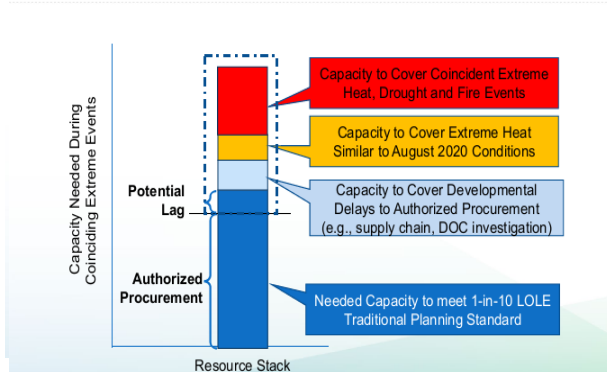 Capacity Needed During
Coinciding Extreme Events
Capacity to Cover Coincident Extreme
Heat, Drought and Fire Events
Capacity to Cover Extreme Heat
Similar to August 2020 Conditions
Potential
Lag
Capacity to Cover Developmental
Delays to Authorized Procurement
(e.g., supply chain, DOC investigation)
Authorized
Procurement
Needed Capacity to meet 1-in-10 LOLE
Traditional Planning Standard
Resource Stack